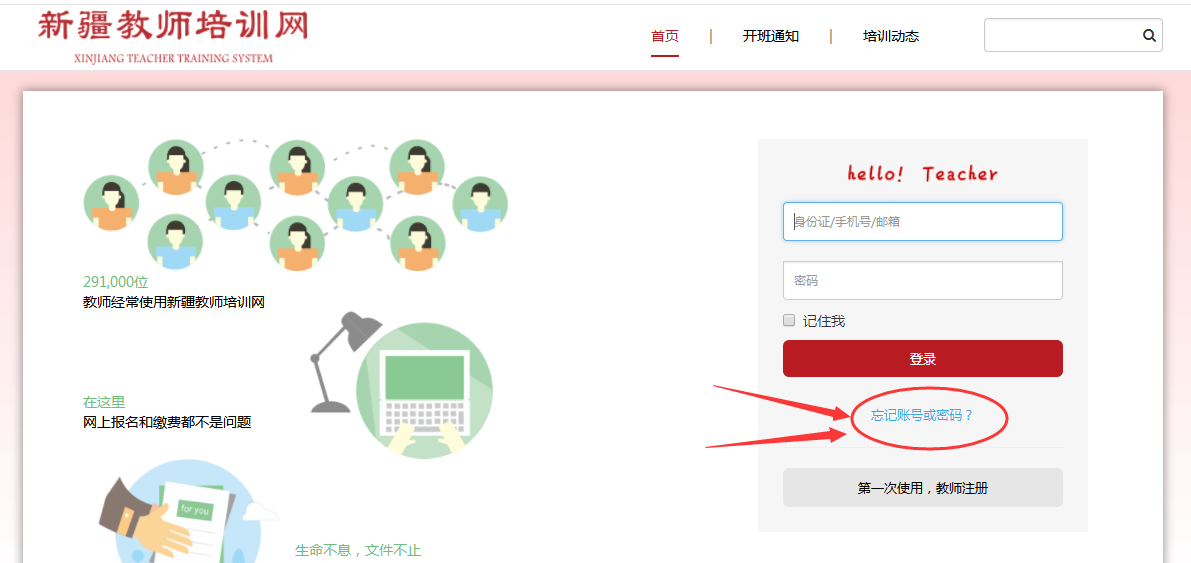 新疆教师培训网
XINJIANG TEACHER TRAINING SYSTEM
首页 | 开班通知 | 培训动态
hello! Teacher
身份证/手机号/邮箱
密码
记住我
登录
忘记账号或密码？
第一次使用，教师注册
291,000位
教师经常使用新疆教师培训网
在这里
网上报名和缴费都不是问题
for you
生命不息，文件不止